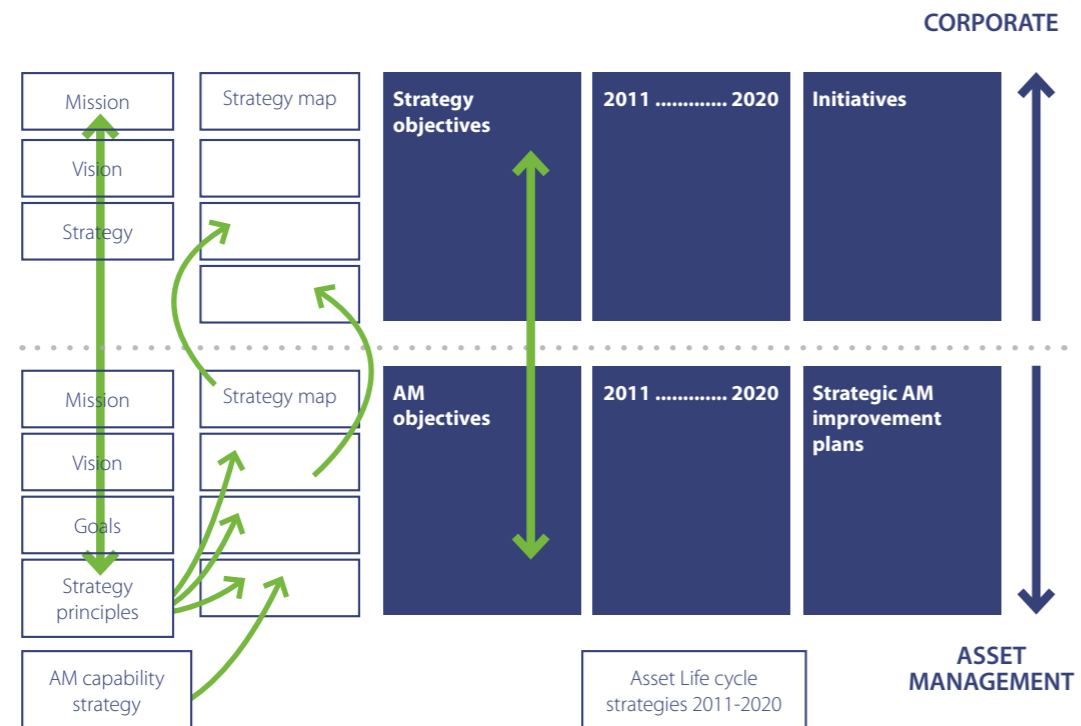 CORPORATE
Mission
Strategy map
Strategy
objectives
2011 ............. 2020
Initiatives
Vision
Strategy
Mission
Strategy map
AM
objectives
2011 ............. 2020
Strategic AM
improvement
plans
Vision
Goals
Strategy
principles
AM capability
strategy
Asset Life cycle
strategies 2011-2020
ASSET
MANAGEMENT